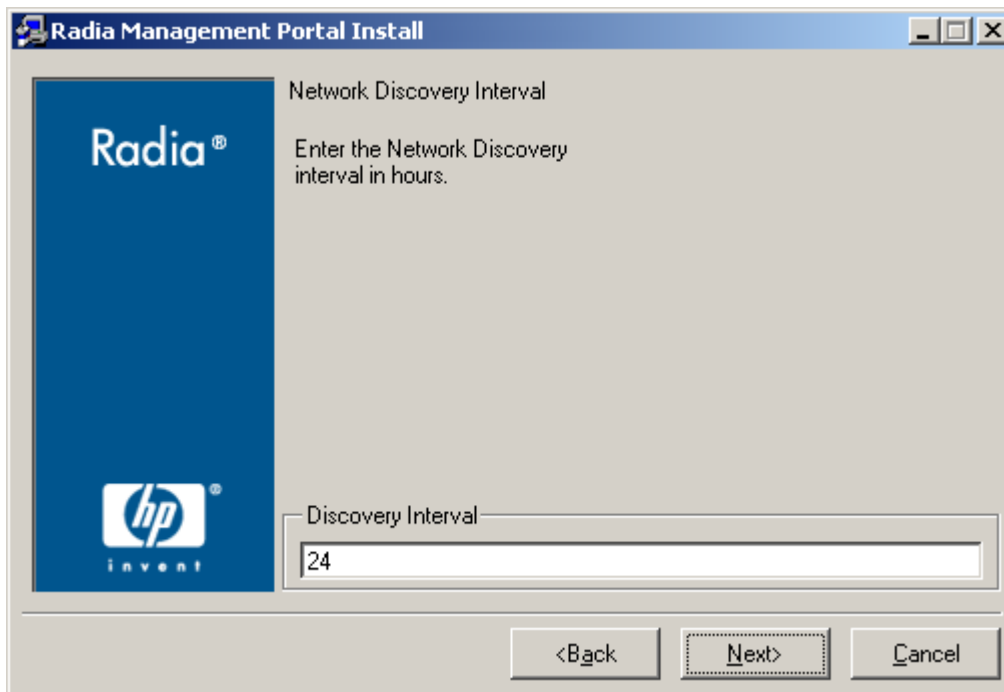 Radia Management Portal Install
Radia ®
Network Discovery Interval
Enter the Network Discovery
interval in hours.
hp ®
invent
Discovery Interval
24
<Back
Next>
Cancel